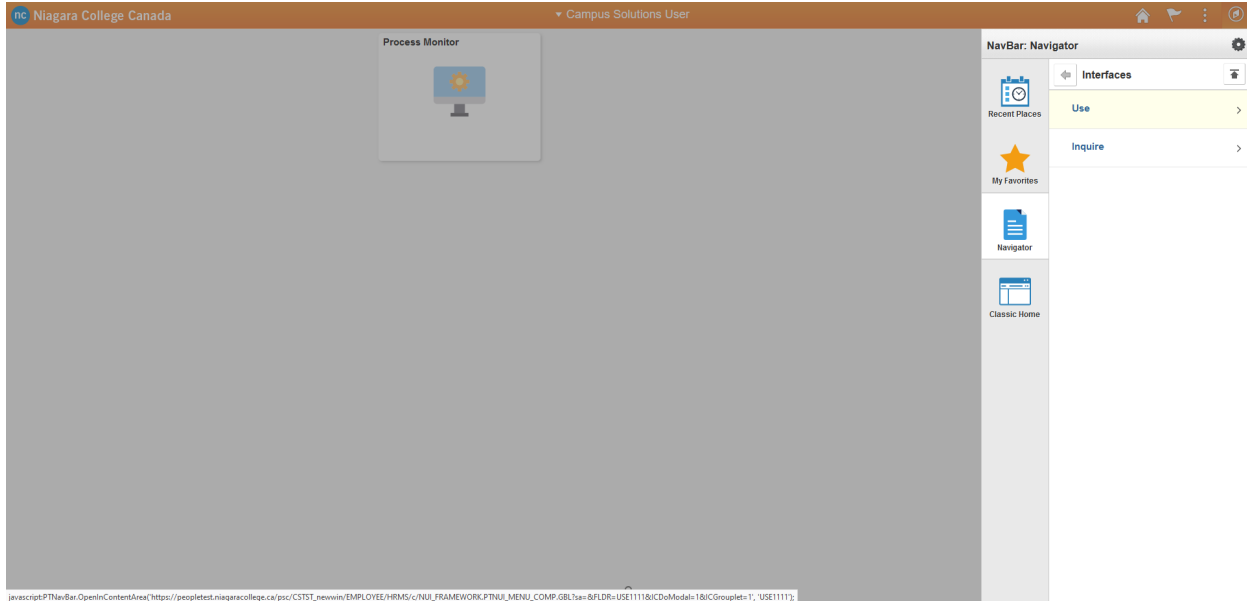 nc Niagara College Canada
Campus Solutions User
Process Monitor
NavBar: Navigator
Recent Places
My Favorites
Navigator
Classic Home
Interfaces
Use
Inquire
javascript:PTNavBar.OpenInContentArea('https://peopletest.niagaracollege.ca/psc/CSTST_newwin/EMPLOYEE/HRMS/c/NUI_FRAMEWORK.PTNUI_MENU_COMP.GBL?sa=&FLDR=USE1111&ICDoModal=1&ICGrouplet=1', 'USE1111');